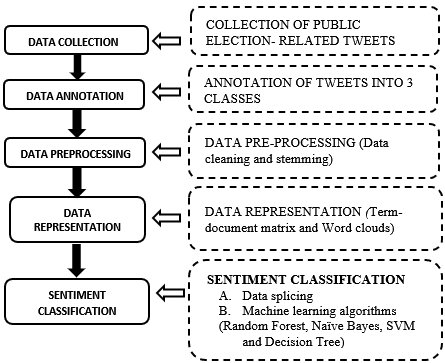 DATA COLLECTION
COLLECTION OF PUBLIC
ELECTION- RELATED TWEETS
DATA ANNOTATION
ANNOTATION OF TWEETS INTO 3
CLASSES
DATA PREPROCESSING
DATA PRE-PROCESSING (Data
cleaning and stemming)
DATA
REPRESENTATION
DATA REPRESENTATION (Term-
document matrix and Word clouds)
SENTIMENT
CLASSIFICATION
SENTIMENT CLASSIFICATION
A. Data splicing
B. Machine learning algorithms
(Random Forest, Naïve Bayes, SVM
and Decision Tree)